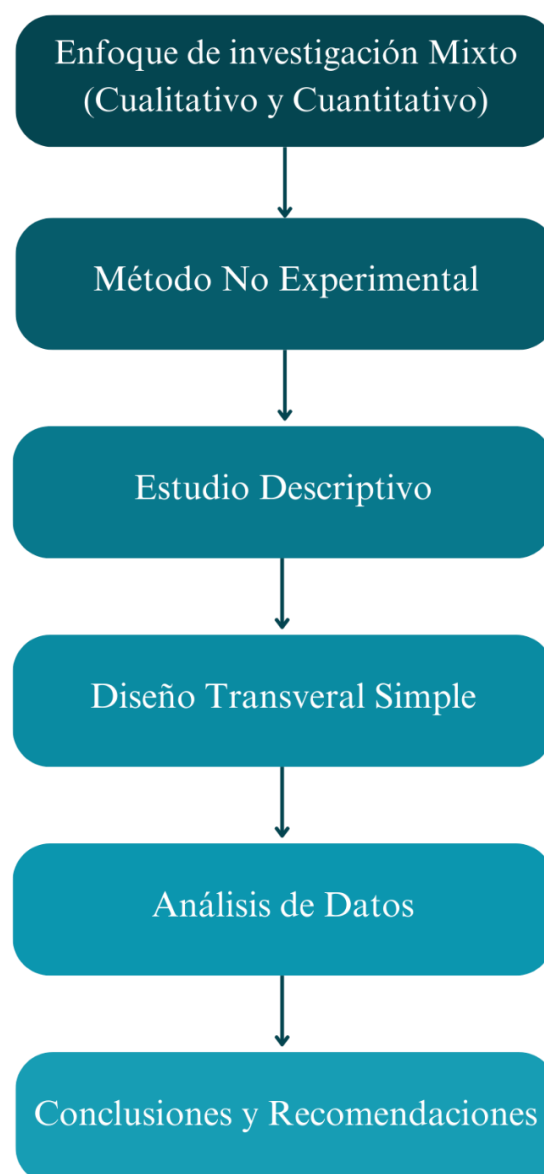 Enfoque de investigación Mixto
(Cualitativo y Cuantitativo)
Método No Experimental
Estudio Descriptivo
Diseño Transveral Simple
Análisis de Datos
Conclusiones y Recomendaciones